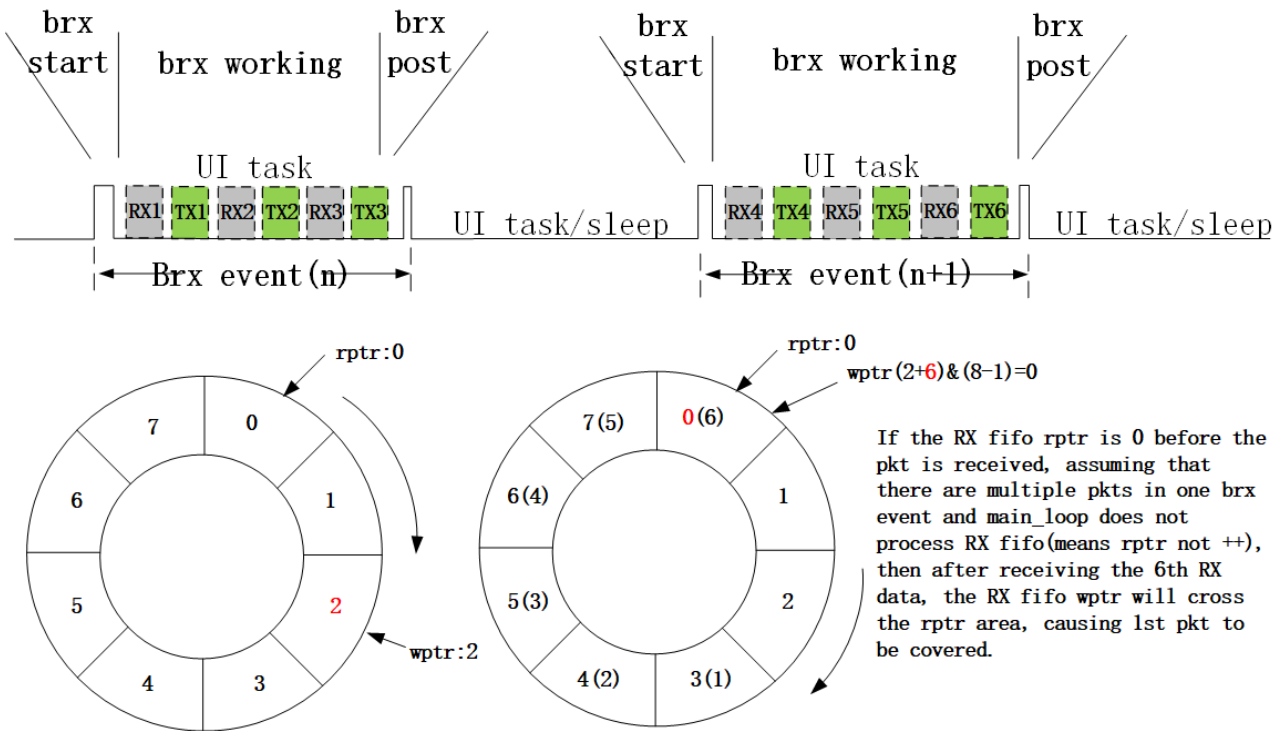 brx start
brx working
brx post
brx start
brx working
brx post
UI task
UI task
RX1 TX1 RX2 TX2 RX3 TX3
RX4 TX4 RX5 TX5 RX6 TX6
UI task/sleep
UI task/sleep
Brx event(n)
Brx event(n+1)
rptr:0
7
0
6
1
5
2
4
3
wptr:2
rptr:0
wptr(2+6)&(8-1)=0
7(5)
0(6)
6(4)
1
5(3)
2
4(2)
3(1)
If the RX fifo rptr is 0 before the
pkt is received, assuming that
there are multiple pkts in one brx
event and main_loop does not
process RX fifo(means rptr not ++),
then after receiving the 6th RX
data, the RX fifo wptr will cross
the rptr area, causing 1st pkt to
be covered.